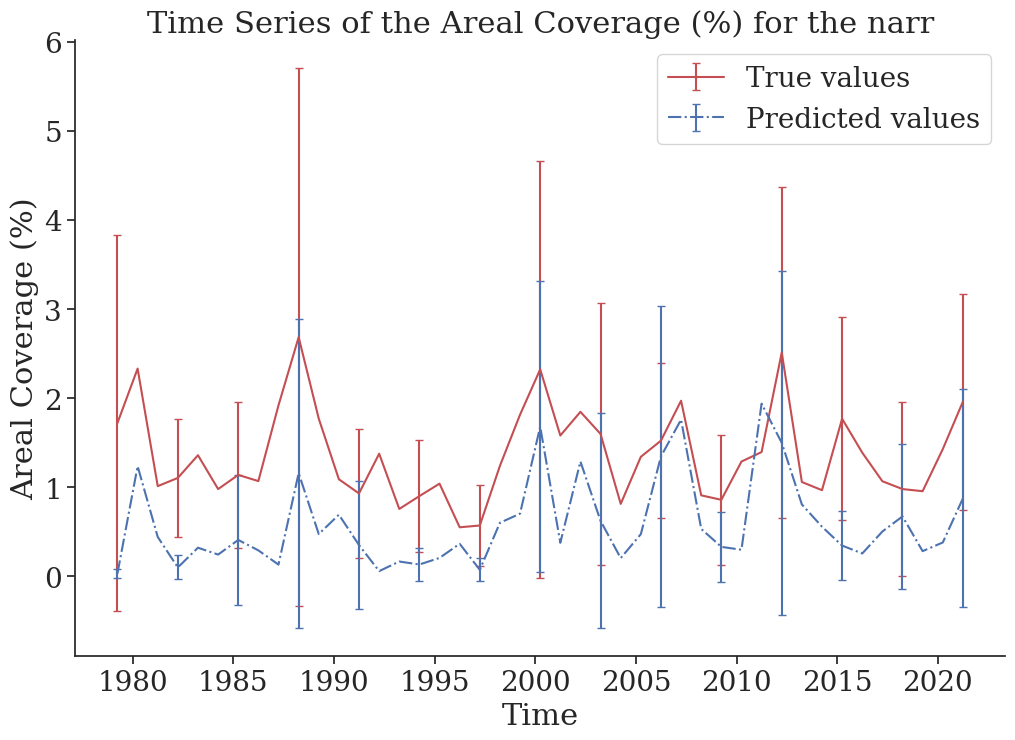 Time Series of the Areal Coverage (%) for the narr
True values
Predicted values
Areal Coverage (%)
6
5
4
3
2
1
0
1980 1985 1990 1995 2000 2005 2010 2015 2020
Time